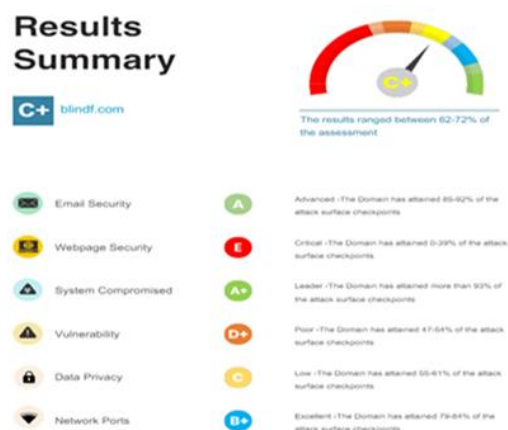 Results
Summary
C+
C+ blindf.com
The results ranged between 62-72% of
the assessment
Email Security A Advanced :The Domain has attained 85-92% of the
attack surface checkpoints
Webpage Security E Critical :The Domain has attained 0-39% of the attack
surface checkpoints
System Compromised A+ Leader :The Domain has attained more than 93% of
the attack surface checkpoints
Vulnerability D+ Poor :The Domain has attained 47-54% of the attack
surface checkpoints
Data Privacy C Low :The Domain has attained 55-61% of the attack
surface checkpoints
Network Ports B+ Excellent :The Domain has attained 79-84% of the
attack surface checkpoints